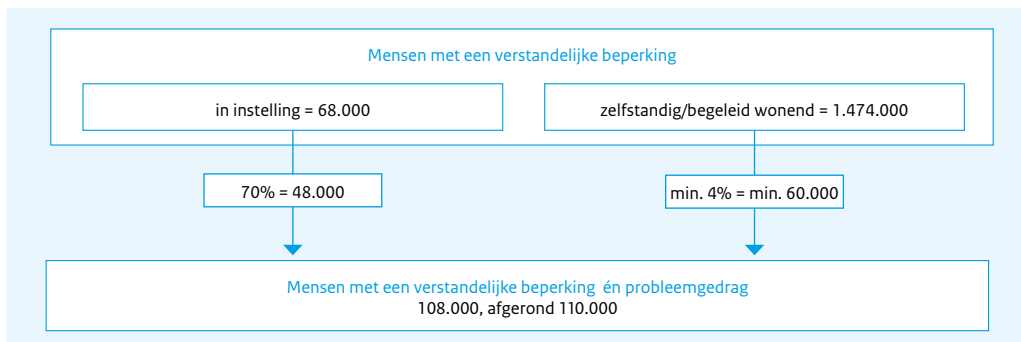 Mensen met een verstandelijke beperking
in instelling = 68.000
zelfstandig/begeleid wonend = 1.474.000
70% = 48.000
min. 4% = min. 60.000
Mensen met een verstandelijke beperking én probleemgedrag
108.000, afgerond 110.000